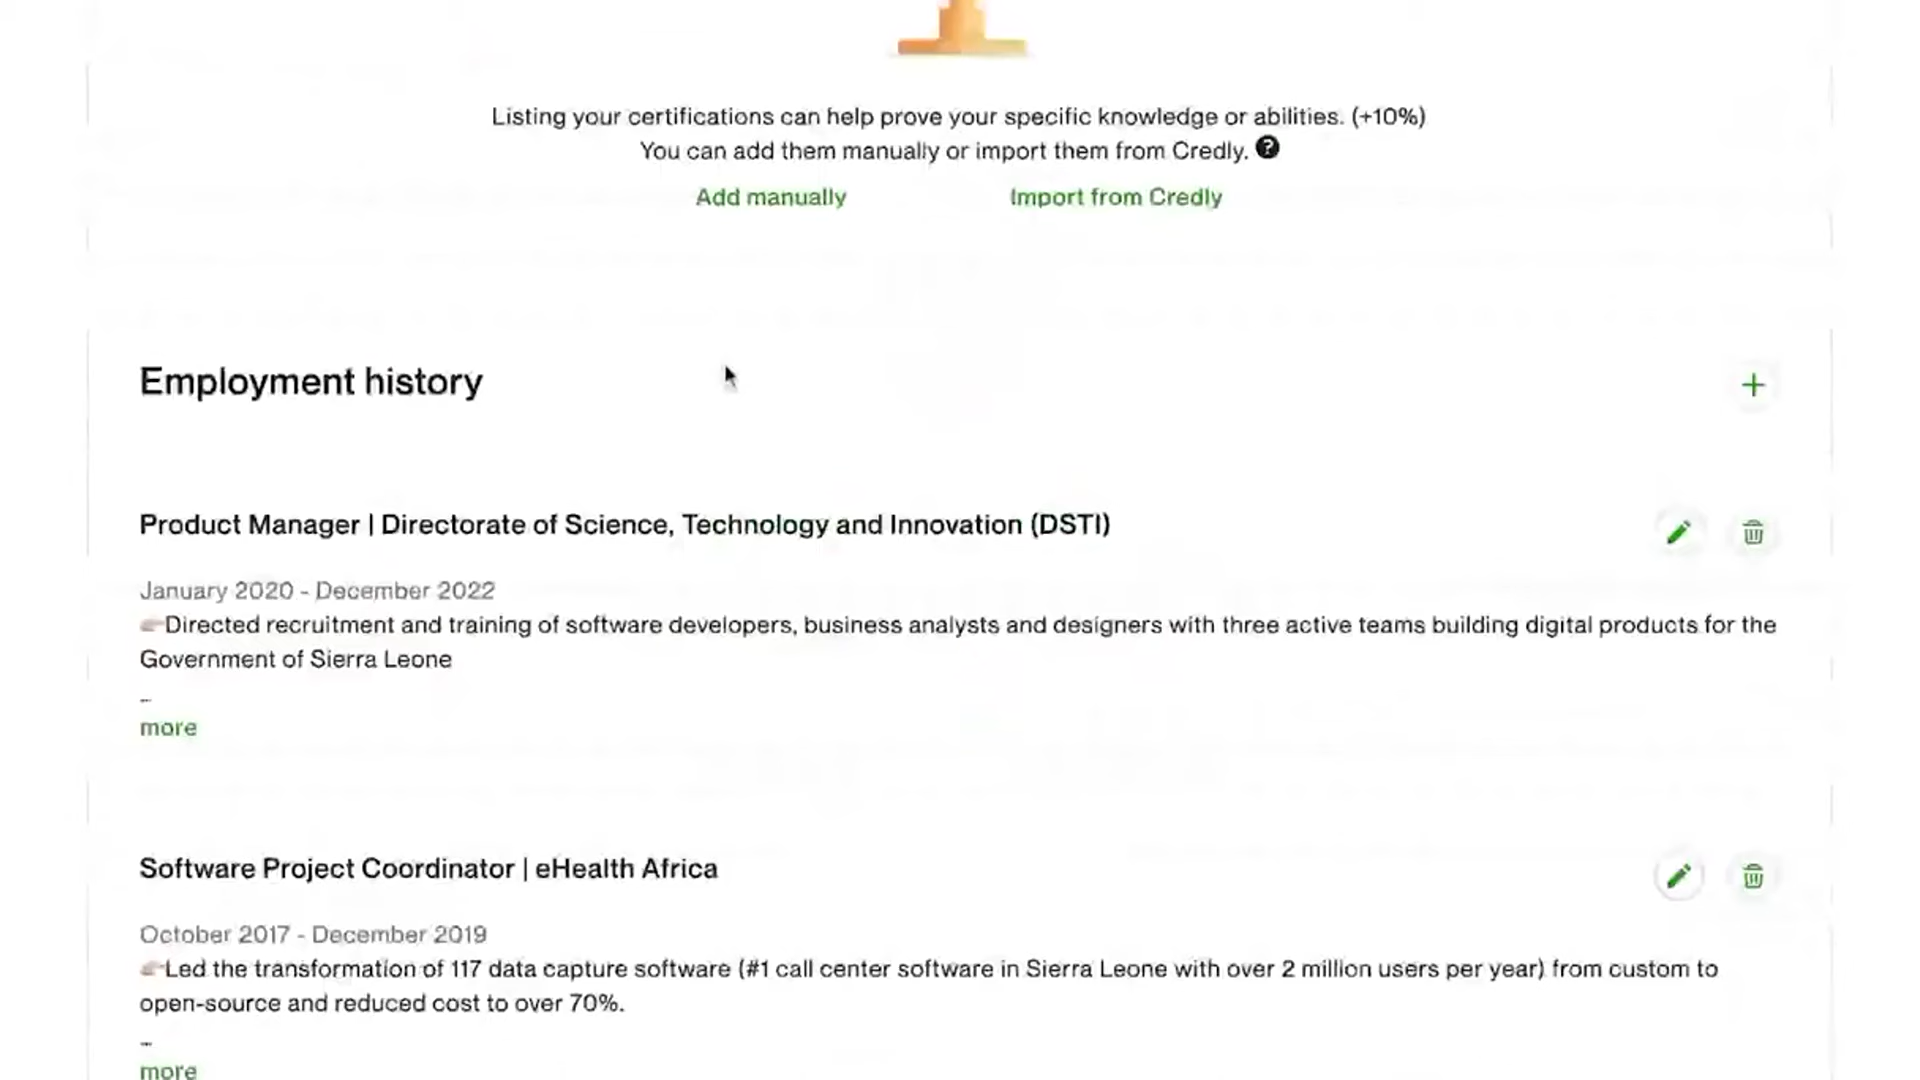 Listing your certifications can help prove your specific knowledge or abilities. (+10%)
You can add them manually or import them from Credly. ?
Add manually
Import from Credly
Employment history
+
Product Manager | Directorate of Science, Technology and Innovation (DSTI)
January 2020 - December 2022
Directed recruitment and training of software developers, business analysts and designers with three active teams building digital products for the
Government of Sierra Leone
...
more
Software Project Coordinator | eHealth Africa
October 2017 - December 2019
Led the transformation of 117 data capture software (#1 call center software in Sierra Leone with over 2 million users per year) from custom to
open-source and reduced cost to over 70%.
...
more